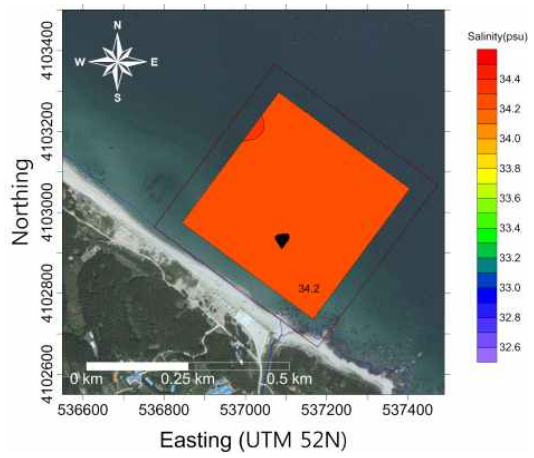 Salinity(psu)
N
W
E
S
34.4
34.2
34.0
33.8
33.5
33.4
33.2
33.0
32.8
32.6
4103400
4103200
4103000
4102800
4102600
Northing
34.2
0 km
0.25 km
0.5 km
536600
536800
537000
537200
537400
Easting (UTM 52N)